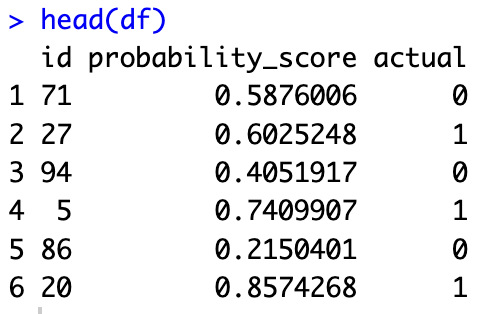 > head(df)
  id probability_score actual
1 71         0.5876006      0
2 27         0.6025248      1
3 94         0.4051917      0
4  5         0.7409907      1
5 86         0.2150401      0
6 20         0.8574268      1